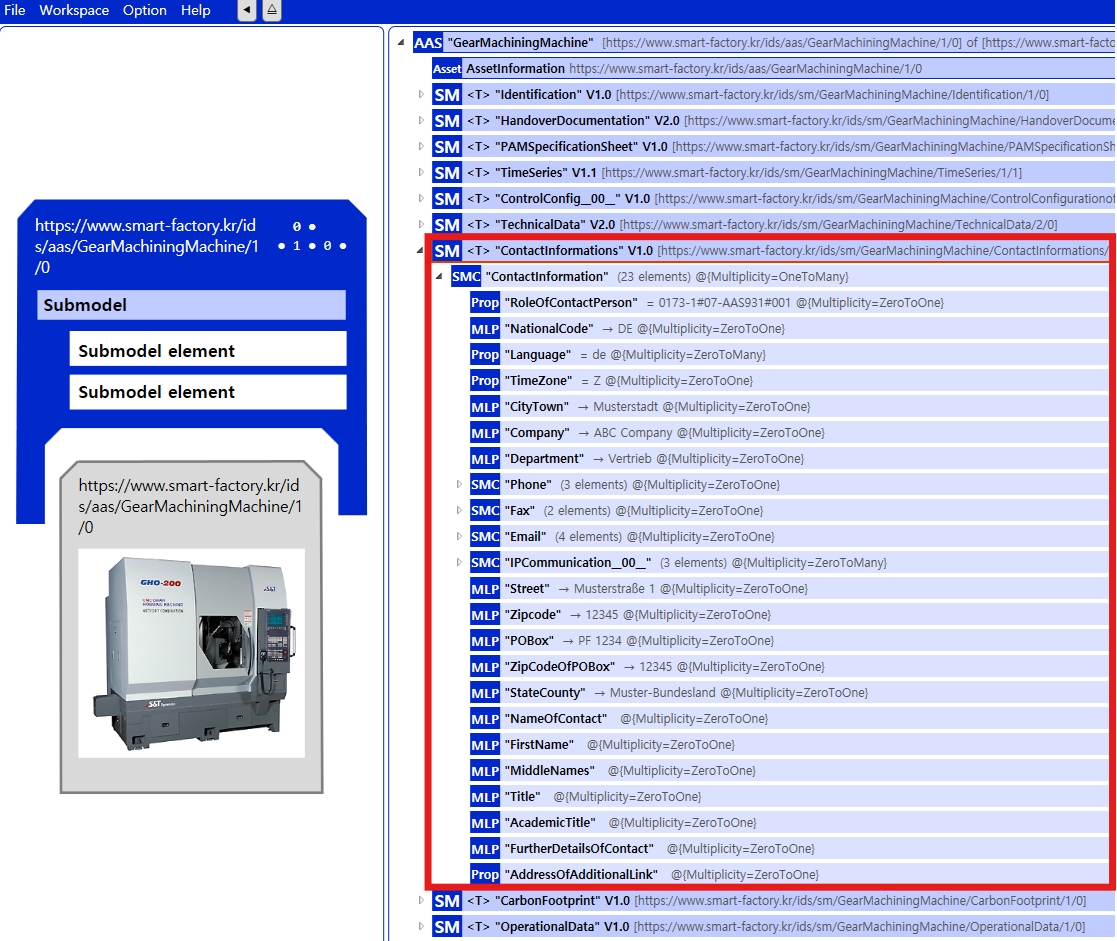 File Workspace Option Help
https://www.smart-factory.kr/id
s/aas/GearMachiningMachine/1
/0
0
1 0
Submodel
Submodel element
Submodel element
https://www.smart-factory.kr/id
s/aas/GearMachiningMachine/1
/0
GHO-200
S&T
S&T
AAS "GearMachiningMachine" [https://www.smart-factory.kr/ids/aas/GearMachiningMachine/1/0] of [https://www.smart-facto
Asset AssetInformation https://www.smart-factory.kr/ids/aas/GearMachiningMachine/1/0
SM <T> "Identification" V1.0 [https://www.smart-factory.kr/ids/sm/GearMachiningMachine/Identification/1/0]
SM <T> "HandoverDocumentation" V2.0 [https://www.smart-factory.kr/ids/sm/GearMachiningMachine/HandoverDocume
SM <T> "PAMSpecificationSheet" V1.0 [https://www.smart-factory.kr/ids/sm/GearMachiningMachine/PAMSpecificationSh
SM <T> "TimeSeries" V1.1 [https://www.smart-factory.kr/ids/sm/GearMachiningMachine/TimeSeries/1/1]
SM <T> "ControlConfig__00__" V1.0 [https://www.smart-factory.kr/ids/sm/GearMachiningMachine/ControlConfigurationof
SM <T> "TechnicalData" V2.0 [https://www.smart-factory.kr/ids/sm/GearMachiningMachine/TechnicalData/2/0]
SM <T> "ContactInformations" V1.0 [https://www.smart-factory.kr/ids/sm/GearMachiningMachine/ContactInformations/
SMC "ContactInformation" (23 elements) @{Multiplicity=OneToMany}
Prop "RoleOfContactPerson" = 0173-1#07-AAS931#001 @{Multiplicity=ZeroToOne}
MLP "NationalCode" → DE @{Multiplicity=ZeroToOne}
Prop "Language" = de @{Multiplicity=ZeroToMany}
Prop "TimeZone" = Z @{Multiplicity=ZeroToOne}
MLP "CityTown" → Musterstadt @{Multiplicity=ZeroToOne}
MLP "Company" → ABC Company @{Multiplicity=ZeroToOne}
MLP "Department" → Vertrieb @{Multiplicity=ZeroToOne}
SMC "Phone" (3 elements) @{Multiplicity=ZeroToOne}
SMC "Fax" (2 elements) @{Multiplicity=ZeroToOne}
SMC "Email" (4 elements) @{Multiplicity=ZeroToOne}
SMC "IPCommunication__00__" (3 elements) @{Multiplicity=ZeroToMany}
MLP "Street" → Musterstraße 1 @{Multiplicity=ZeroToOne}
MLP "Zipcode" → 12345 @{Multiplicity=ZeroToOne}
MLP "POBox" → PF 1234 @{Multiplicity=ZeroToOne}
MLP "ZipCodeOfPOBox" → 12345 @{Multiplicity=ZeroToOne}
MLP "StateCounty" → Muster-Bundesland @{Multiplicity=ZeroToOne}
MLP "NameOfContact" @{Multiplicity=ZeroToOne}
MLP "FirstName" @{Multiplicity=ZeroToOne}
MLP "MiddleNames" @{Multiplicity=ZeroToOne}
MLP "Title" @{Multiplicity=ZeroToOne}
MLP "AcademicTitle" @{Multiplicity=ZeroToOne}
MLP "FurtherDetailsOfContact" @{Multiplicity=ZeroToOne}
Prop "AddressOfAdditionalLink" @{Multiplicity=ZeroToOne}
SM <T> "CarbonFootprint" V1.0 [https://www.smart-factory.kr/ids/sm/GearMachiningMachine/CarbonFootprint/1/0]
SM <T> "OperationalData" V1.0 [https://www.smart-factory.kr/ids/sm/GearMachiningMachine/OperationalData/1/0]